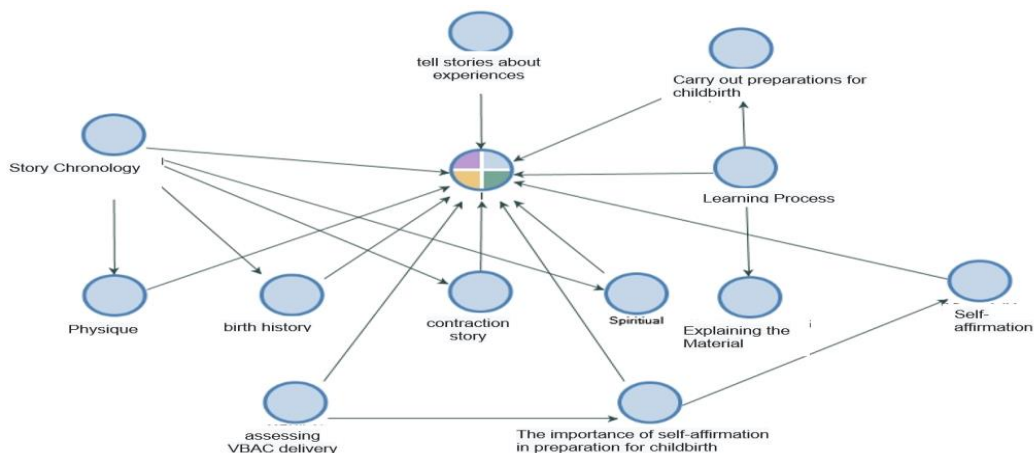 tell stories about
experiences
Carry out preparations for
childbirth
Story Chronology
Learning Process
Physique
birth history
contraction
story
Spiritiual
Explaining the
Material
Self-
affirmation
assessing
VBAC delivery
The importance of self-affirmation
in preparation for childbirth